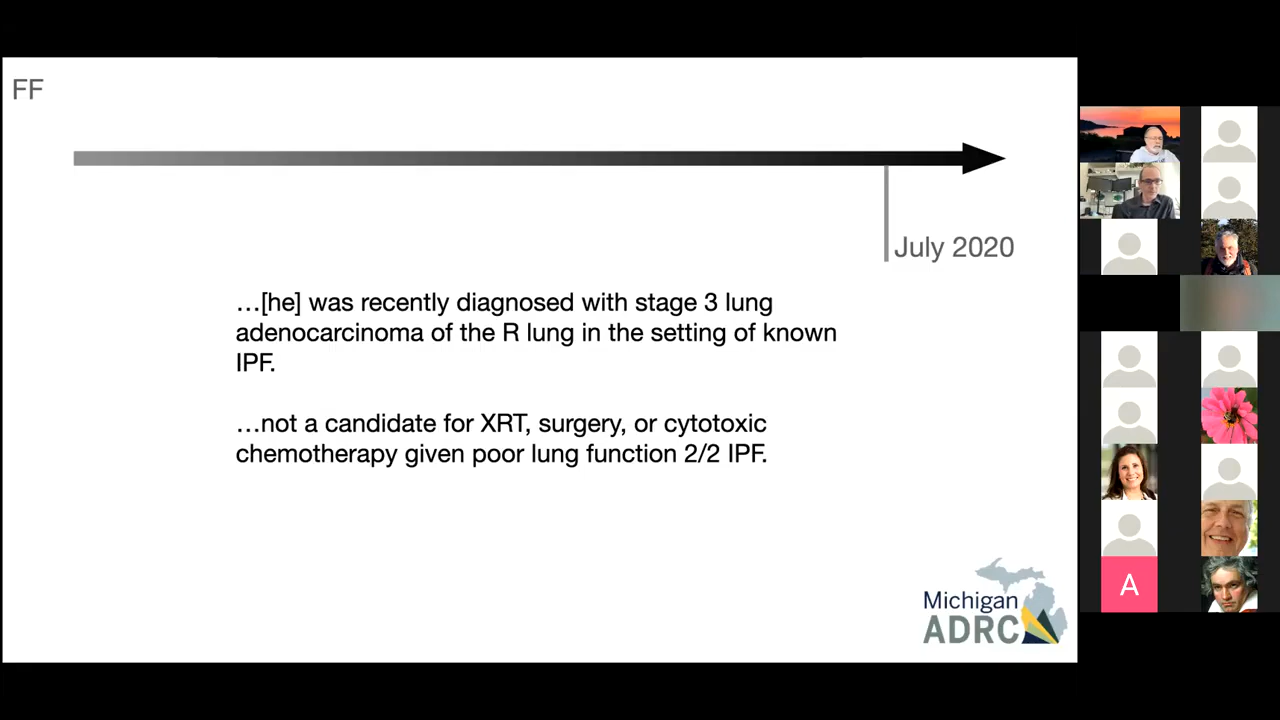 FF
July 2020
…[he] was recently diagnosed with stage 3 lung
adenocarcinoma of the R lung in the setting of known
IPF.
…not a candidate for XRT, surgery, or cytotoxic
chemotherapy given poor lung function 2/2 IPF.
Michigan
ADRC
A